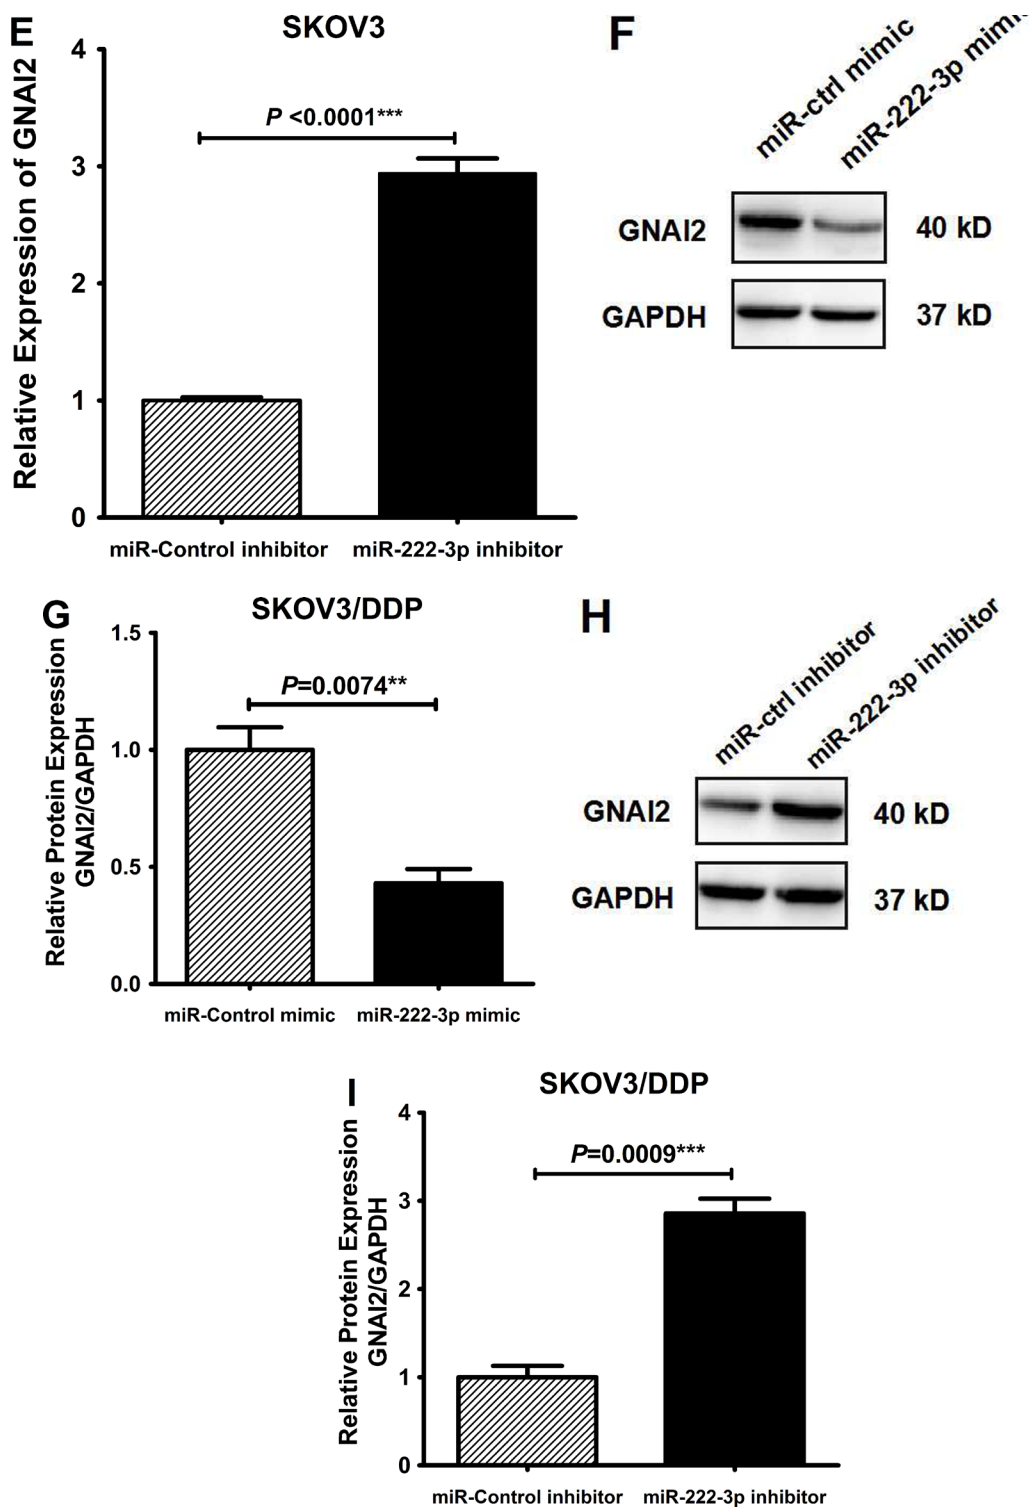 E
SKOV3
Relative Expression of GNAI2
4
3
2
1
0
P <0.0001***
miR-Control inhibitor
miR-222-3p inhibitor
F
miR-ctrl mimic
miR-222-3p
GNAI2
40 kD
GAPDH
37 kD
G
SKOV3/DDP
Relative Protein Expression
GNAI2/GAPDH
1.5
1.0
0.5
0.0
P=0.0074**
miR-Control mimic
miR-222-3p mimic
H
miR-ctrl inhibitor
miR-222-3p inhibitor
GNAI2
40 kD
GAPDH
37 kD
I
SKOV3/DDP
Relative Protein Expression
GNAI2/GAPDH
4
3
2
1
0
P=0.0009***
miR-Control inhibitor
miR-222-3p inhibitor